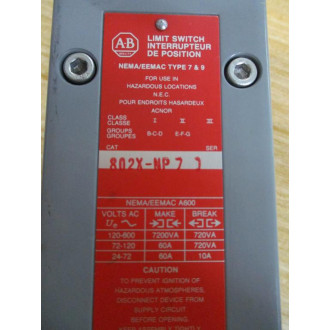 A-B
LIMIT SWITCH
INTERRUPTEUR
DE POSITION
NEMA/EEMAC TYPE 7 & 9
FOR USE IN
HAZARDOUS LOCATIONS
N.E.C.
POUR ENDROITS HASARDEUX
ACNOR
CLASS
CLASSE I II III
GROUPS
GROUPES B-C-D E-F-G
CAT SER
802X-NP7 J
NEMA/EEMAC A600
VOLTS AC MAKE BREAK
120-600 7200VA 720VA
72-120 60A 720VA
24-72 60A 10A
CAUTION
TO PREVENT IGNITION OF
HAZARDOUS ATMOSPHERES,
DISCONNECT DEVICE FROM
SUPPLY CIRCUIT
BEFORE OPENING